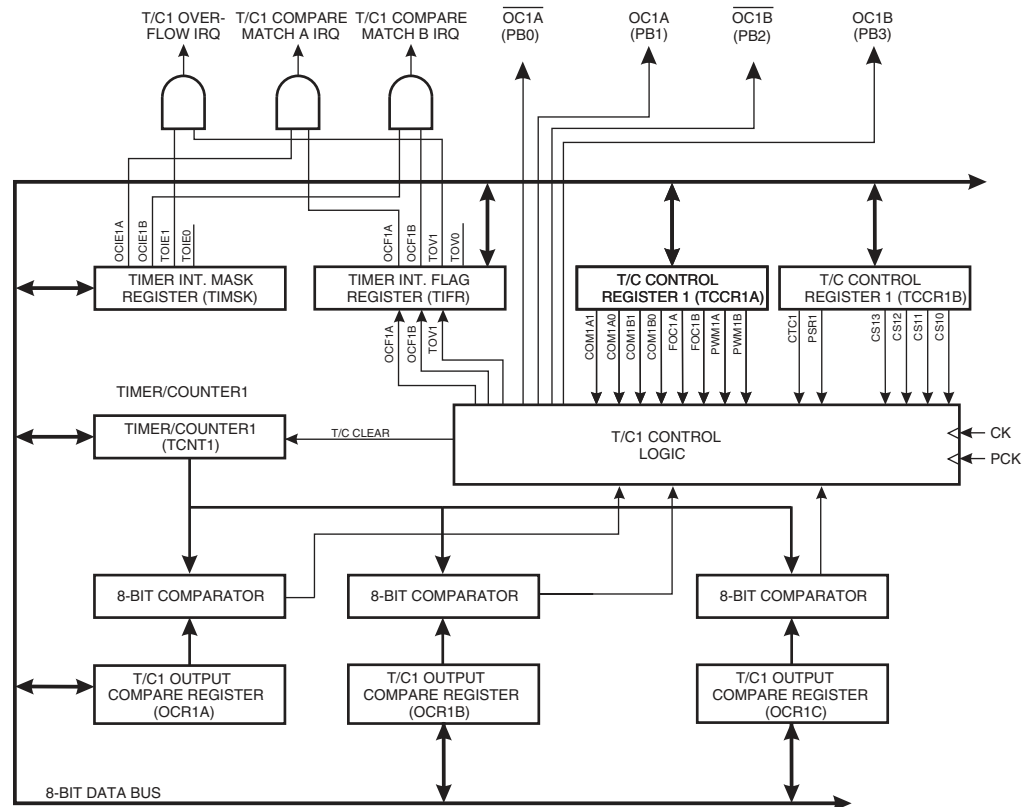 T/C1 OVER-
FLOW IRQ
T/C1 COMPARE
MATCH A IRQ
T/C1 COMPARE
MATCH B IRQ
OC1A
(PB0)
OC1A
(PB1)
OC1B
(PB2)
OC1B
(PB3)
OCIE1A
OCIE1B
TOIE1
TOIE0
OCF1A
OCF1B
TOV1
TOV0
TIMER INT. MASK
REGISTER (TIMSK)
TIMER INT. FLAG
REGISTER (TIFR)
T/C CONTROL
REGISTER 1 (TCCR1A)
T/C CONTROL
REGISTER 1 (TCCR1B)
OCF1A
OCF1B
TOV1
COM1A1
COM1A0
COM1B1
COM1B0
FOC1A
FOC1B
PWM1A
PWM1B
CTC1
PSR1
CS13
CS12
CS11
CS10
TIMER/COUNTER1
TIMER/COUNTER1
(TCNT1)
T/C CLEAR
T/C1 CONTROL
LOGIC
CK
PCK
8-BIT COMPARATOR
8-BIT COMPARATOR
8-BIT COMPARATOR
T/C1 OUTPUT
COMPARE REGISTER
(OCR1A)
T/C1 OUTPUT
COMPARE REGISTER
(OCR1B)
T/C1 OUTPUT
COMPARE REGISTER
(OCR1C)
8-BIT DATA BUS